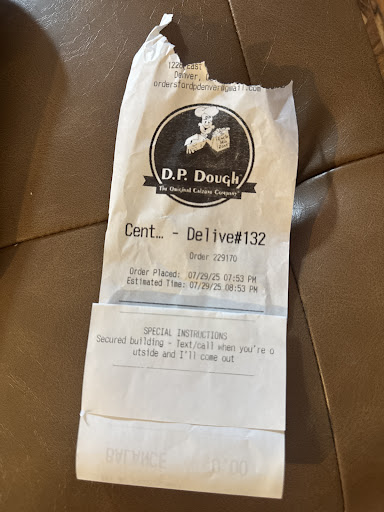 1228 East
Denver,
ordersfordpdenver@gmail.com
D.P. Dough
The Original Calzone Company
Cent... - Delive#132
Order 229170
Order Placed: 07/29/25 07:53 PM
Estimated Time: 07/29/25 08:53 PM
SPECIAL INSTRUCTIONS
Secured building - Text/call when you're o
utside and I'll come out
BALANCE 0.00